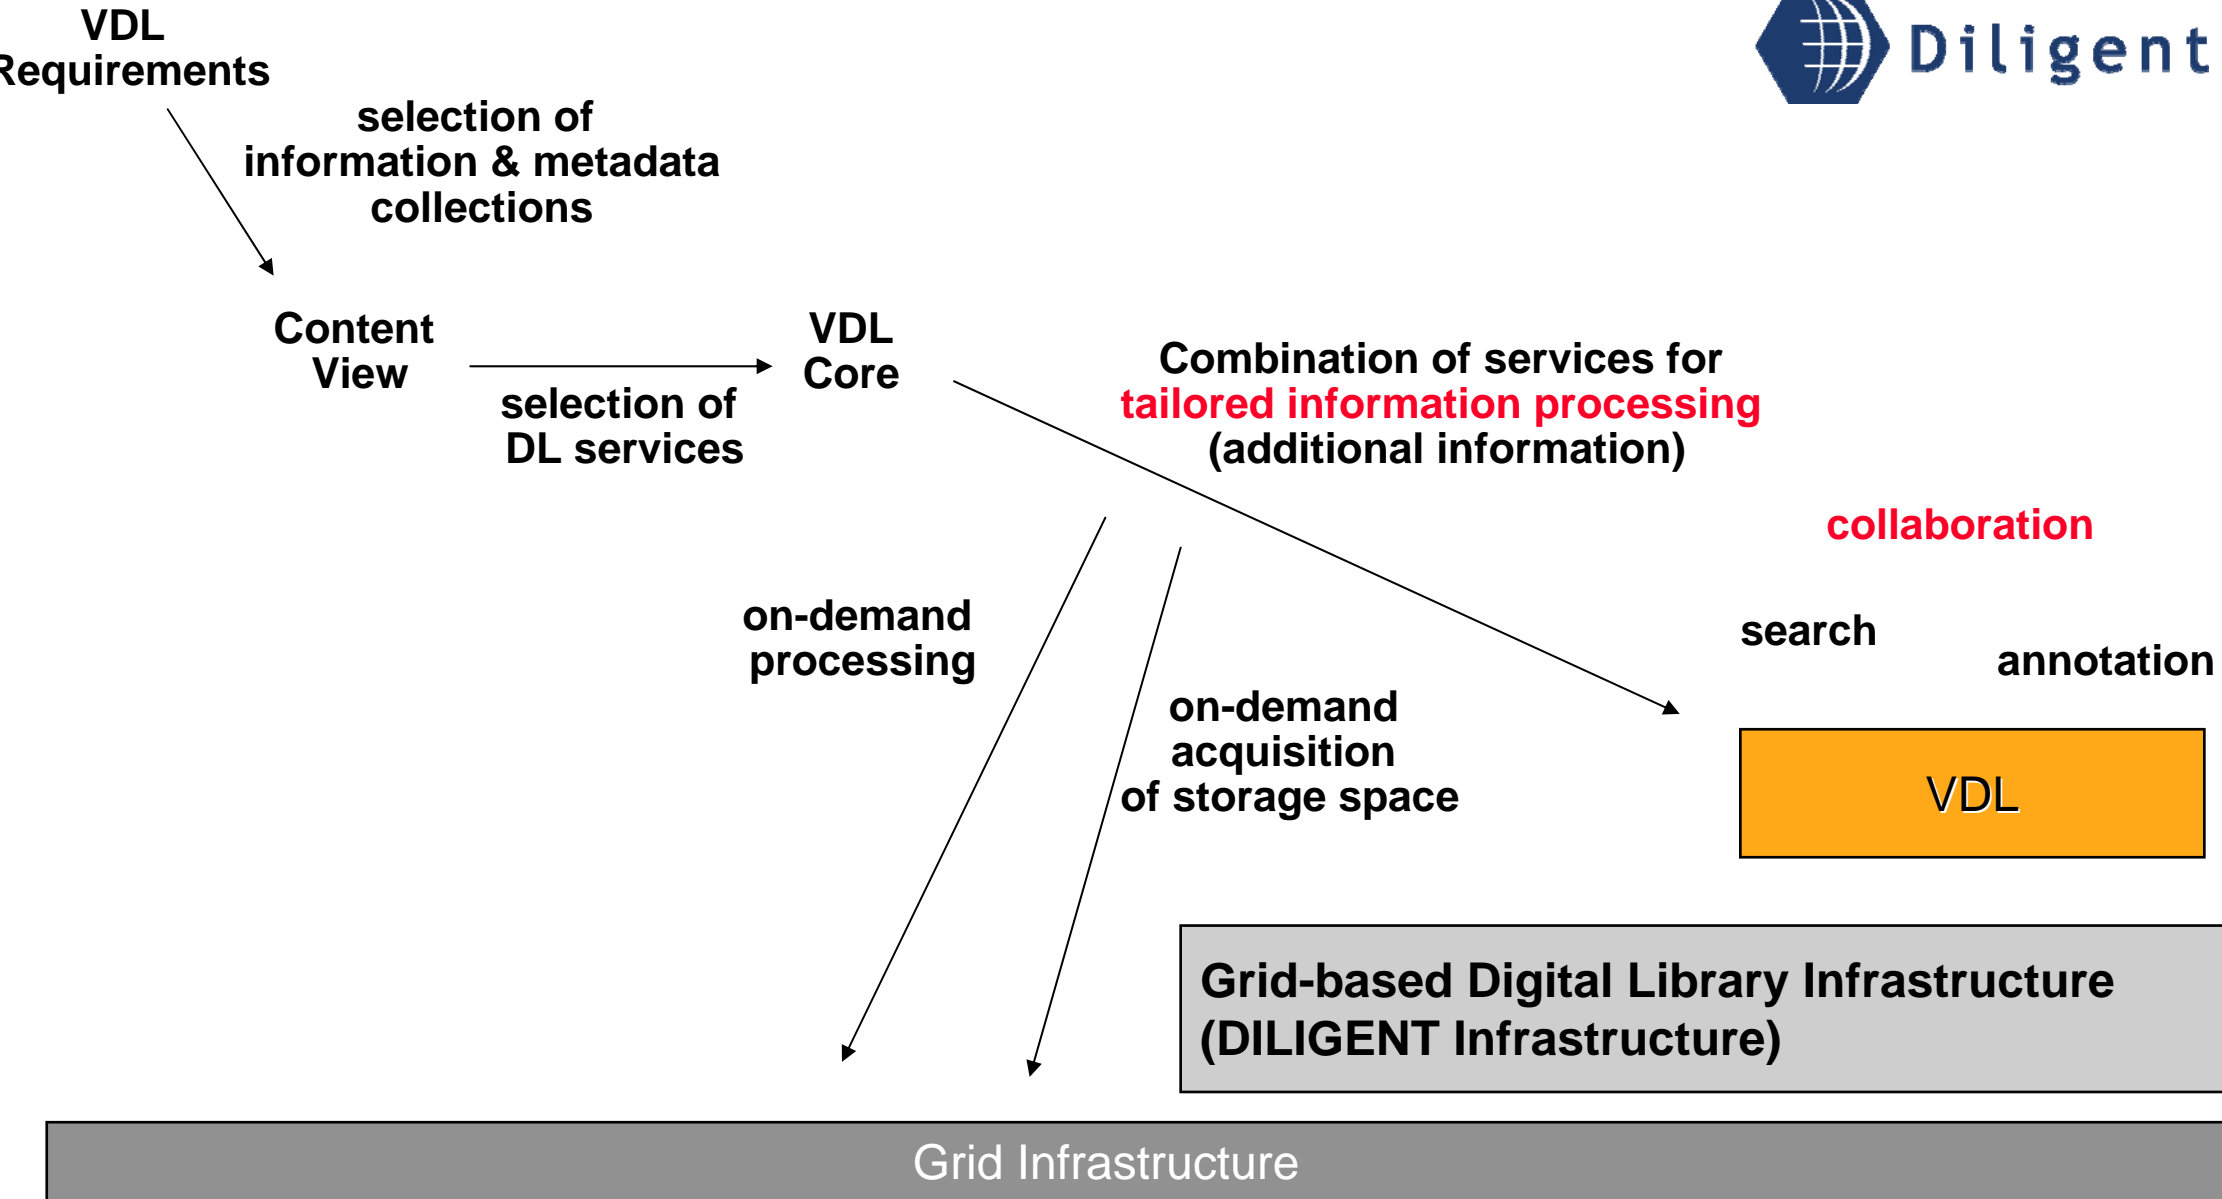 VDL
Requirements
Diligent
selection of
information & metadata
collections
Content
View
selection of
DL services
VDL
Core
Combination of services for
tailored information processing
(additional information)
collaboration
search
annotation
on-demand
processing
on-demand
acquisition
of storage space
VDL
Grid-based Digital Library Infrastructure
(DILIGENT Infrastructure)
Grid Infrastructure